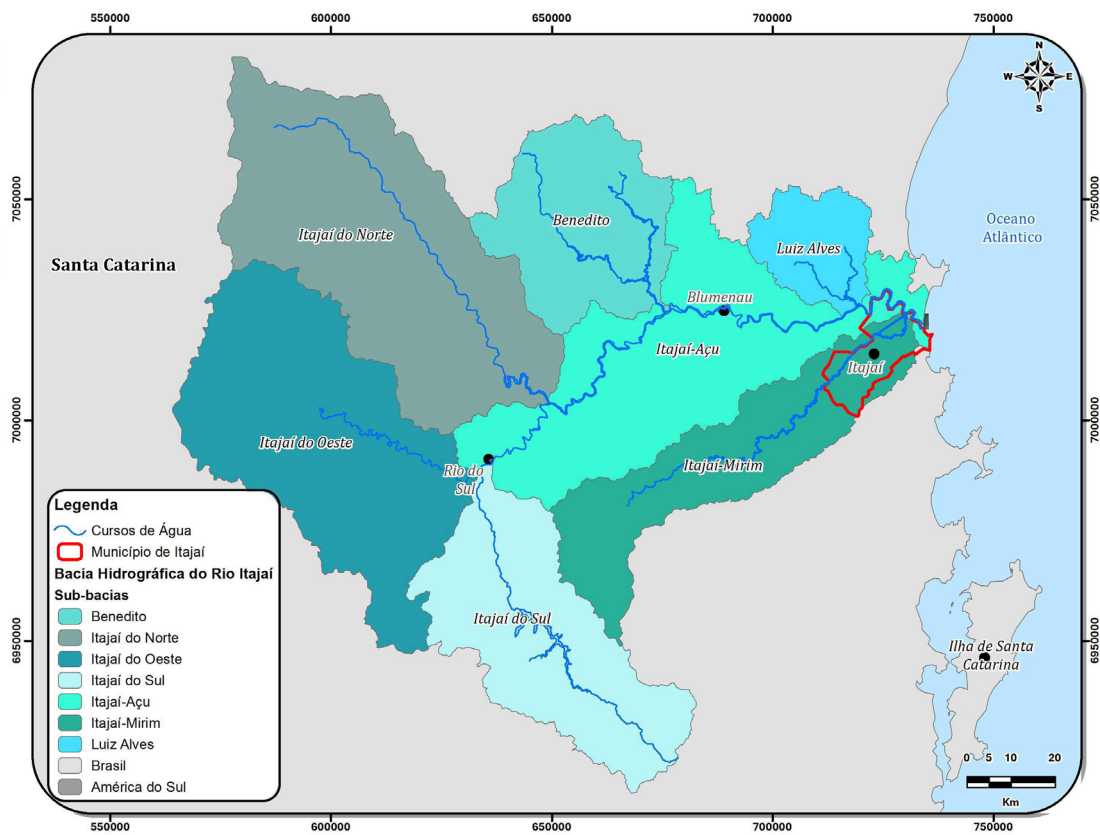 550000 600000 650000 700000 750000
N
W E
S
7050000 7050000
Benedito
Itajaí do Norte
Luiz Alves
Oceano
Atlântico
Santa Catarina
Blumenau
Itajaí-Açu
Itajaí
7000000 7000000
Itajaí do Oeste
Rio do
Sul
Itajaí-Mirim
Legenda
Cursos de Água
Município de Itajaí
Bacia Hidrográfica do Rio Itajaí
Sub-bacias
Benedito
Itajaí do Norte
Itajaí do Oeste
Itajaí do Sul
Itajaí-Açu
Itajaí-Mirim
Luiz Alves
Brasil
América do Sul
Itajaí do Sul
6950000 6950000
Ilha de Santa
Catarina
0 5 10 20
Km
550000 600000 650000 700000 750000